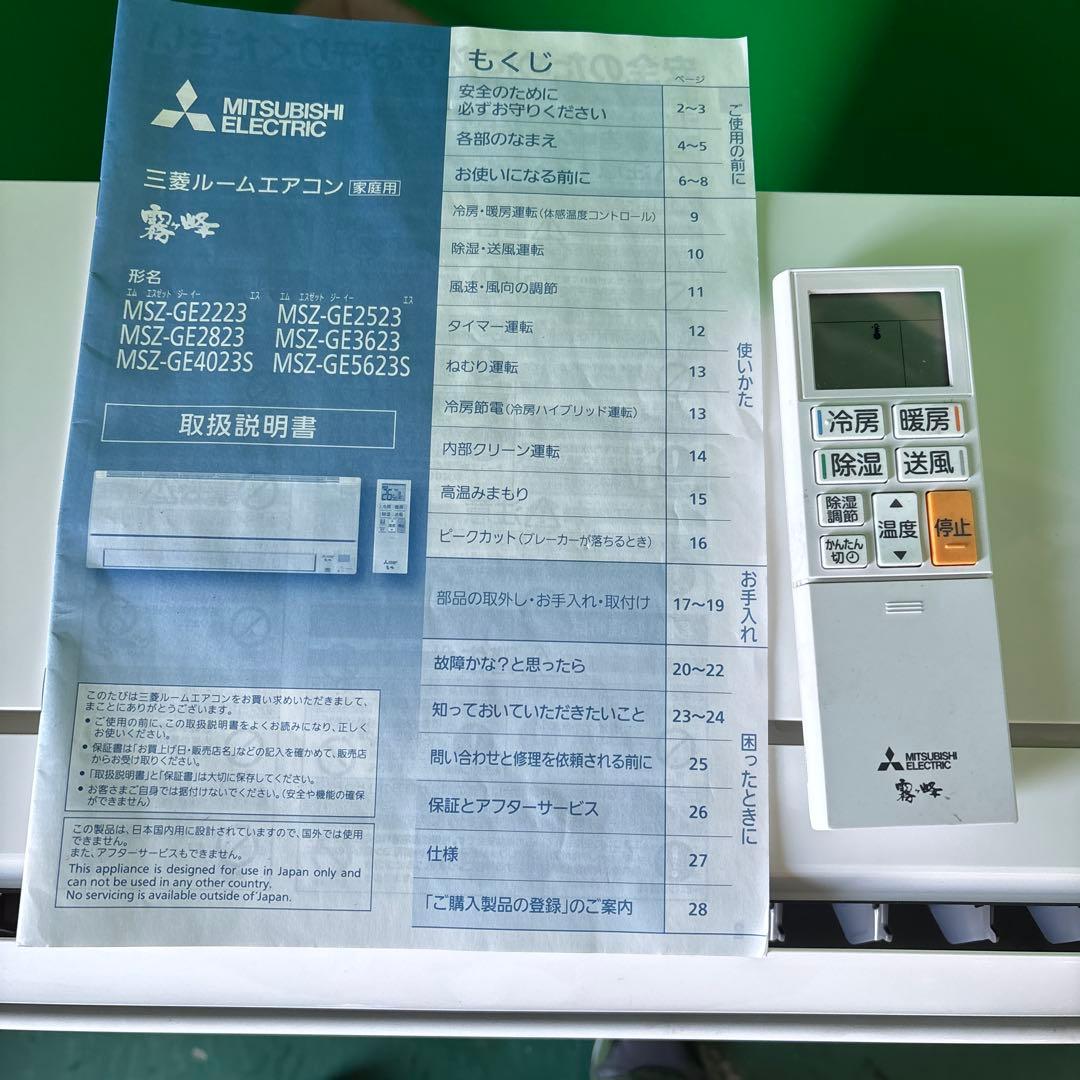 MITSUBISHI
ELECTRIC
三菱ルームエアコン 家庭用
霧ヶ峰
形名
エム エスゼット ジーイー エス エム エスゼット ジーイー エス
MSZ-GE2223 MSZ-GE2523
MSZ-GE2823 MSZ-GE3623
MSZ-GE4023S MSZ-GE5623S
取扱説明書
このたびは三菱ルームエアコンをお買い求めいただきまして、
まことにありがとうございます。
●ご使用の前に、この取扱説明書をよくお読みになり、正しく
お使いください。
●保証書は「お買上げ日・販売店名」などの記入を確かめて、販売店
からお受け取りください。
●「取扱説明書」と「保証書」は大切に保存してください。
●お客さまご自身では据付けないでください。(安全や機能の確保
ができません)
この製品は、日本国内用に設計されていますので、国外では使用
できません。
また、アフターサービスもできません。
This appliance is designed for use in Japan only and
can not be used in any other country.
No servicing is available outside of Japan.
もくじ
ページ
ご使用の前に
安全のために
必ずお守りください 2〜3
各部のなまえ 4〜5
お使いになる前に 6〜8
使いかた
冷房・暖房運転(体感温度コントロール) 9
除湿・送風運転 10
風速・風向の調節 11
タイマー運転 12
ねむり運転 13
冷房節電(冷房ハイブリッド運転) 13
内部クリーン運転 14
高温みまもり 15
ピークカット(ブレーカーが落ちるとき) 16
お手入れ
部品の取外し・お手入れ・取付け 17〜19
困ったときに
故障かな?と思ったら 20〜22
知っておいていただきたいこと 23〜24
問い合わせと修理を依頼される前に 25
保証とアフターサービス 26
仕様 27
「ご購入製品の登録」のご案内 28
冷房 暖房
除湿 送風
除湿
調節
温度
停止
かんたん
切
MITSUBISHI
ELECTRIC
霧ヶ峰